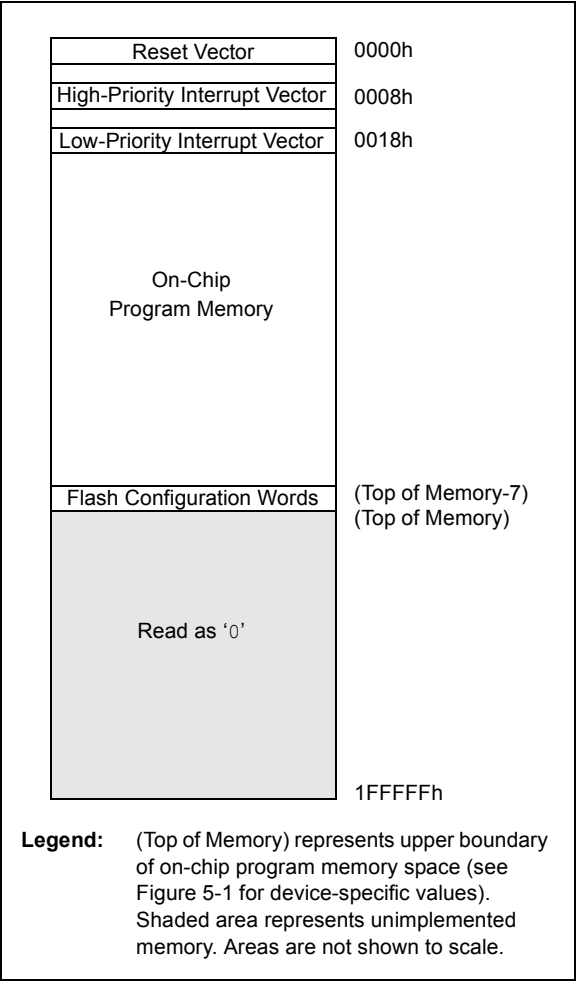 Reset Vector 0000h
High-Priority Interrupt Vector 0008h
Low-Priority Interrupt Vector 0018h
On-Chip
Program Memory
Flash Configuration Words (Top of Memory-7)
(Top of Memory)
Read as ‘0’
1FFFFFh
Legend: (Top of Memory) represents upper boundary
of on-chip program memory space (see
Figure 5-1 for device-specific values).
Shaded area represents unimplemented
memory. Areas are not shown to scale.